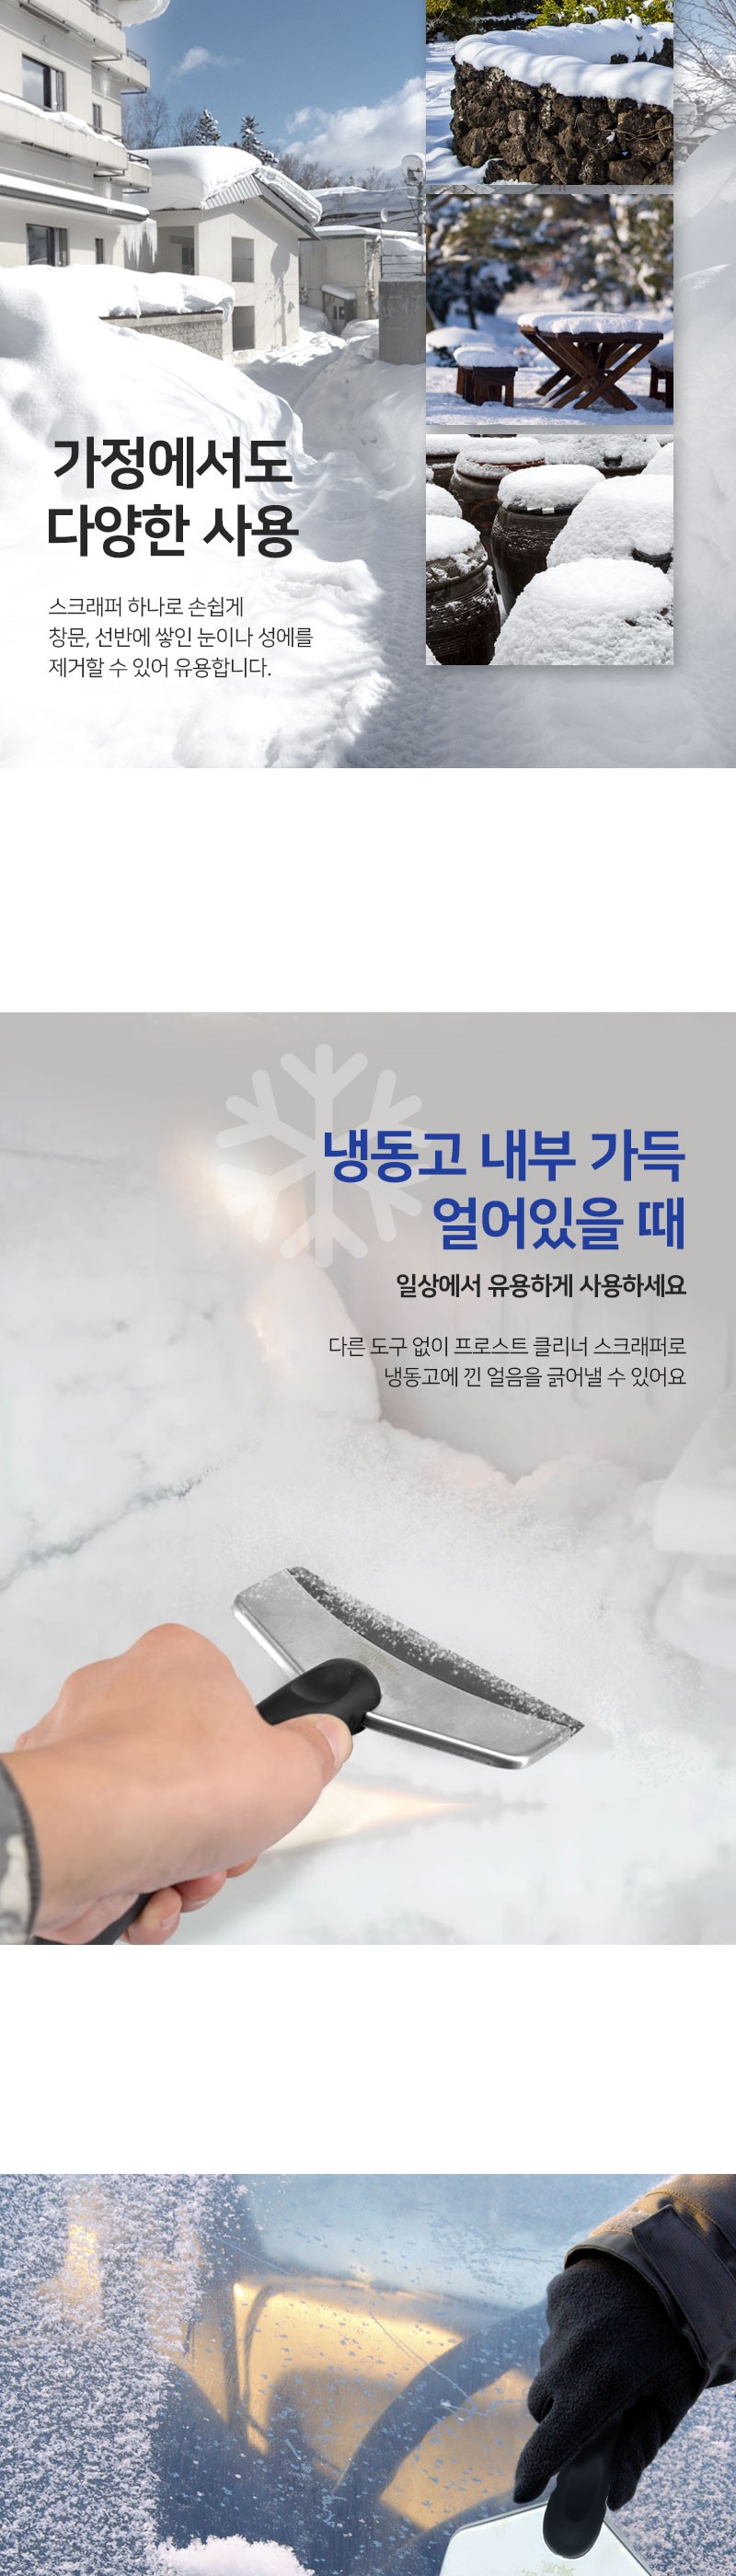 가정에서도
다양한 사용
스크래퍼 하나로 손쉽게
창문, 선반에 쌓인 눈이나 성에를
제거할 수 있어 유용합니다.
냉동고 내부 가득
얼어있을 때
일상에서 유용하게 사용하세요
다른 도구 없이 프로스트 클리너 스크래퍼로
냉동고에 낀 얼음을 긁어낼 수 있어요